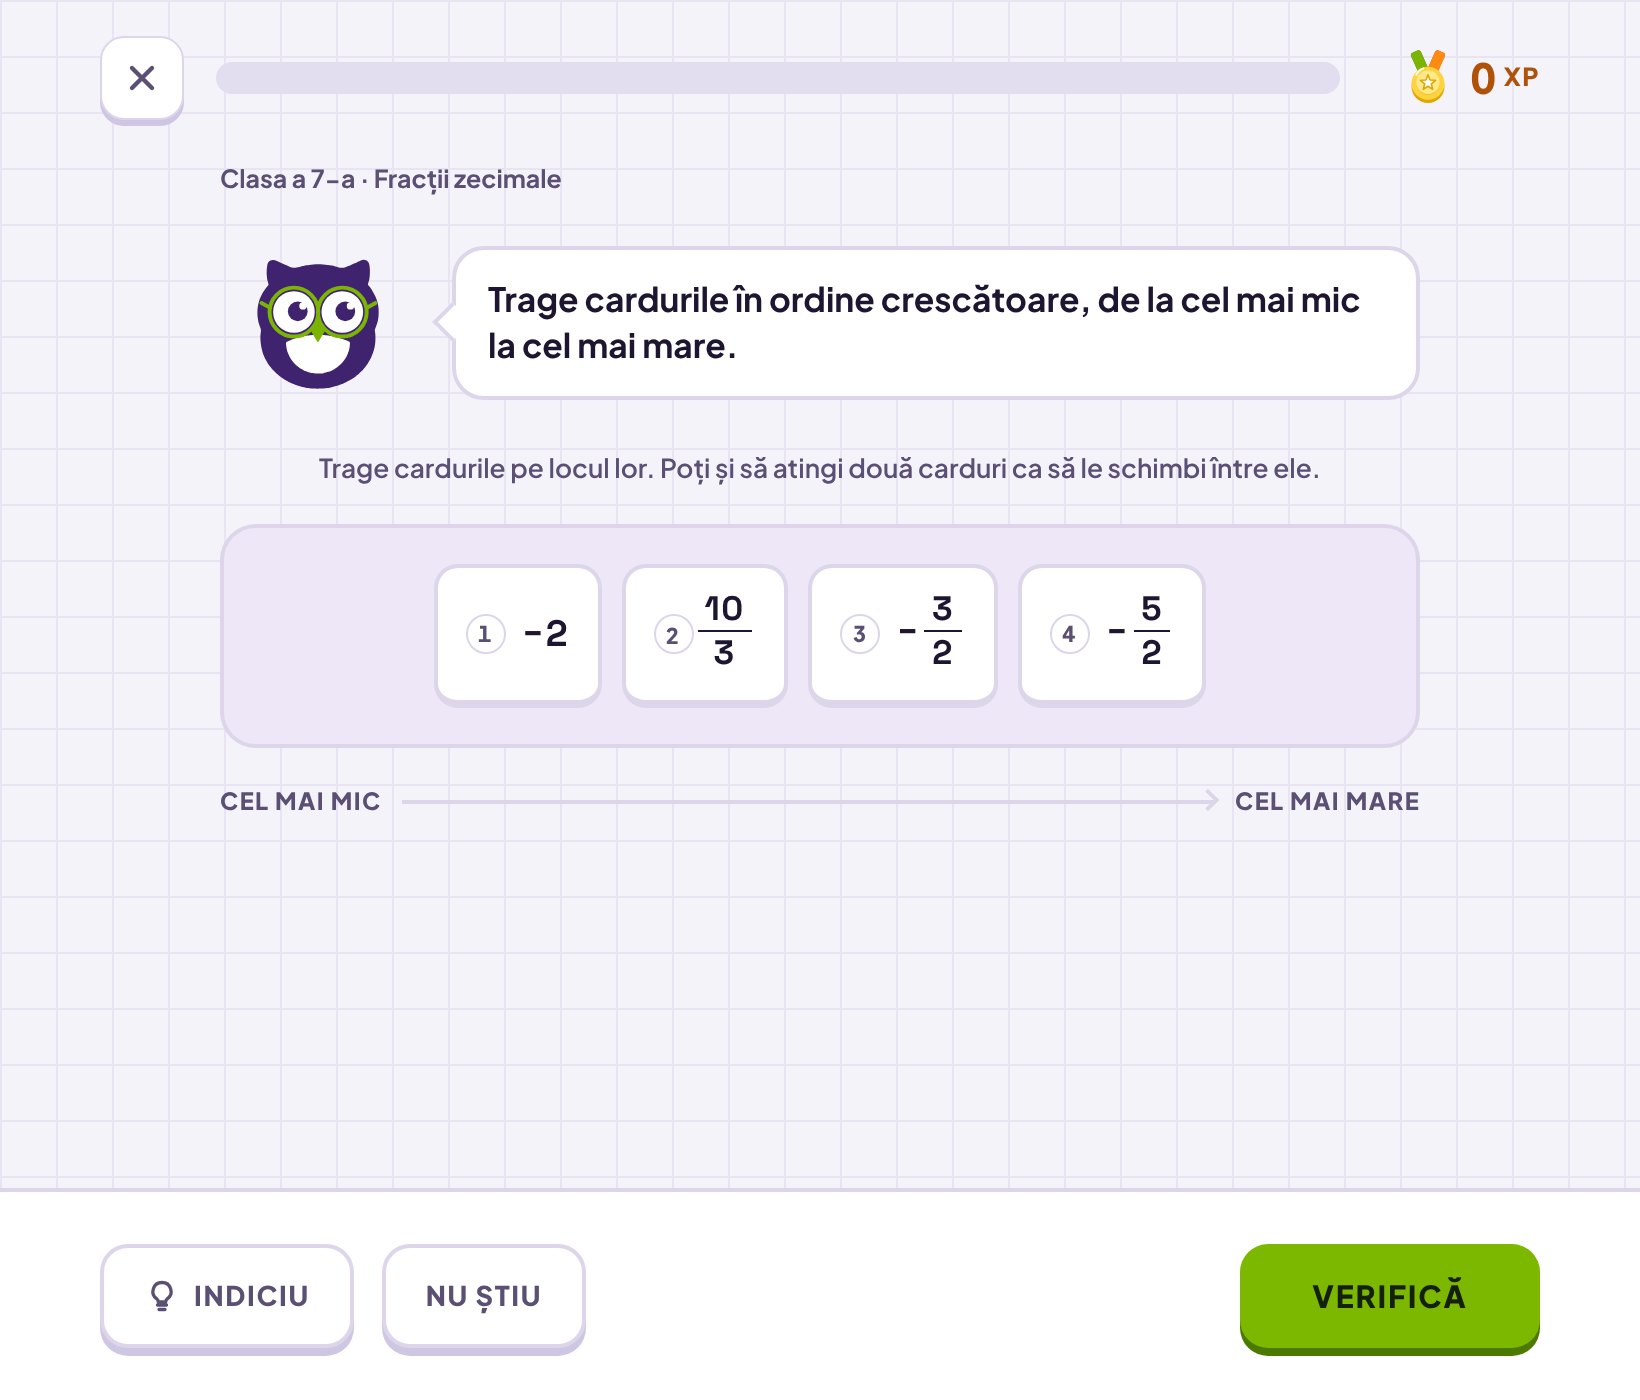 0 XP
Clasa a 7-a · Fracții zecimale
Trage cardurile în ordine crescătoare, de la cel mai mic
la cel mai mare.
Trage cardurile pe locul lor. Poți și să atingi două carduri ca să le schimbi între ele.
1 -2
2 10/3
3 -3/2
4 -5/2
CEL MAI MIC CEL MAI MARE
INDICIU NU ȘTIU VERIFICĂ